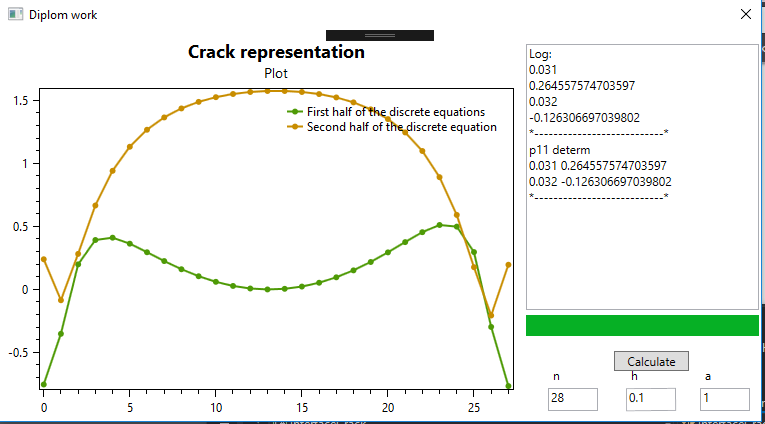 Diplom work
Crack representation
Plot
First half of the discrete equations
Second half of the discrete equation
1.5
1
0.5
0
-0.5
0
5
10
15
20
25
Log:
0.031
0.264557574703597
0.032
-0.126306697039802
*---------------------------*
p11 determ
0.031 0.264557574703597
0.032 -0.126306697039802
*---------------------------*
Calculate
n h a
28 0.1 1